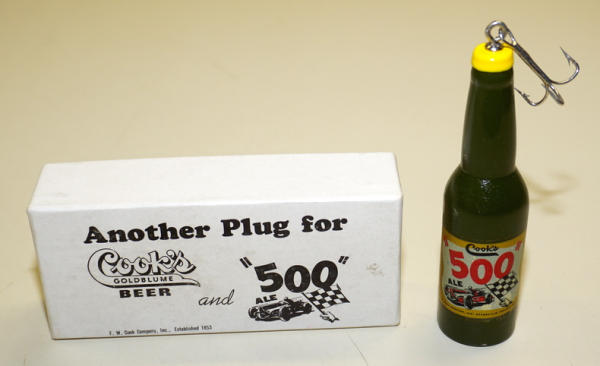 Another Plug for
Cook's
GOLDBLUME
BEER
and
"500"
ALE
F. W. Cook Company, Inc., Established 1853
Cook's
"500"
ALE